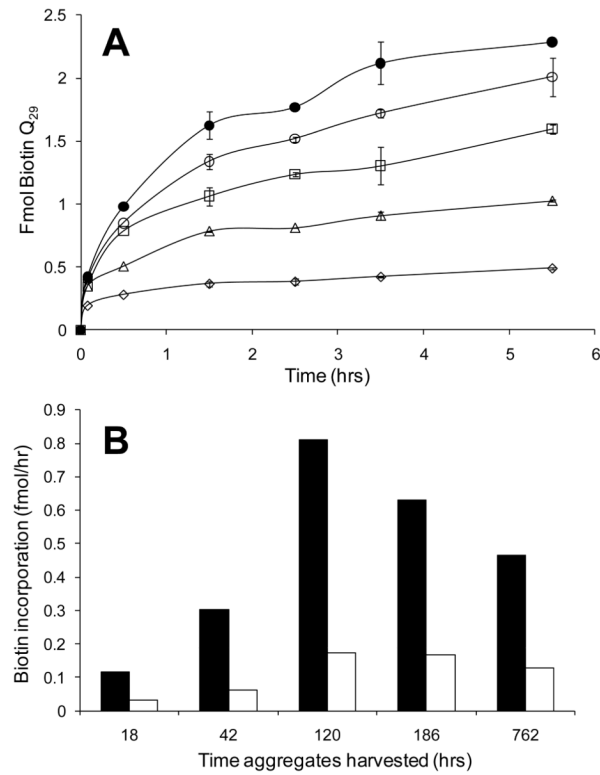 A
2.5
2
1.5
1
0.5
0
Fmol Biotin Q29
0 1 2 3 4 5 6
Time (hrs)
B
0.9
0.8
0.7
0.6
0.5
0.4
0.3
0.2
0.1
0
Biotin incorporation (fmol/hr)
18 42 120 186 762
Time aggregates harvested (hrs)